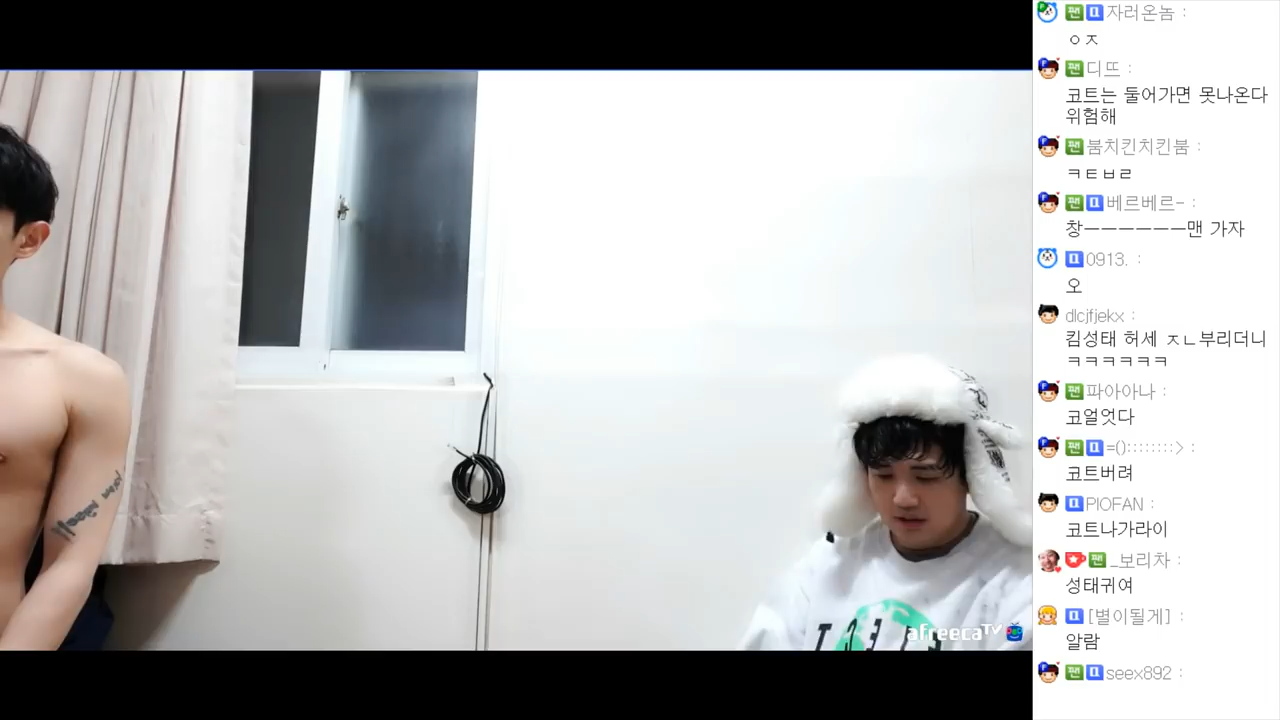 자러온놈 :
ㅇㅈ
디뜨 :
코트는 둘어가면 못나온다
위험해
붐치킨치킨붐 :
ㅋㅌㅂㄹ
베르베르- :
창ㅡㅡㅡㅡㅡㅡ맨 가자
0913. :
오
dlcjfjekx :
킴성태 허세 ㅈㄴ부리더니
ㅋㅋㅋㅋㅋㅋ
파아아나 :
코얼엇다
=()::::::::> :
코트버려
PIOFAN :
코트나가라이
_보리차 :
성태귀여
[별이될게] :
알람
seex892 :
afreecaTV